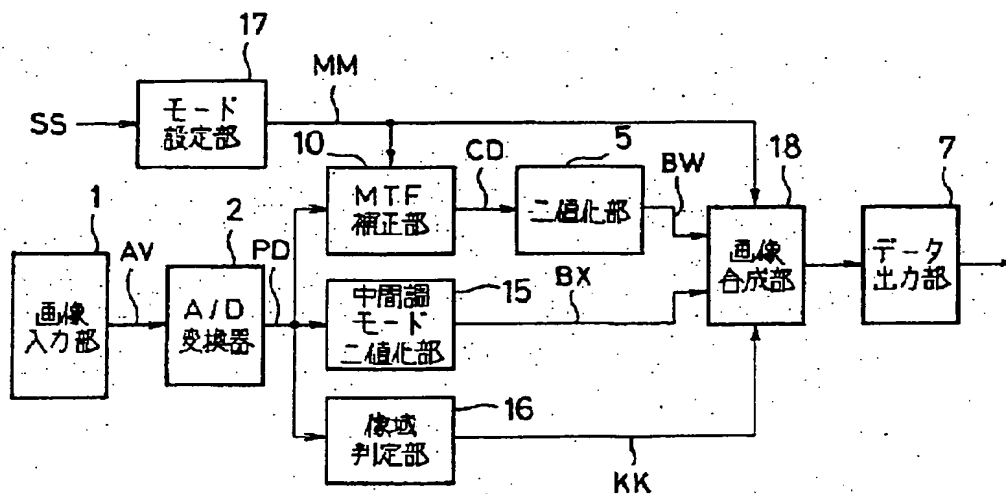 17
MM
SS
モード
設定部
10
CD
5
BW
18
7
MTF
補正部
二値化部
1
AV
2
PD
画像
入力部
A/D
変換器
中間調
モード
二値化部
15
BX
画像
合成部
データ
出力部
像域
判定部
16
KK